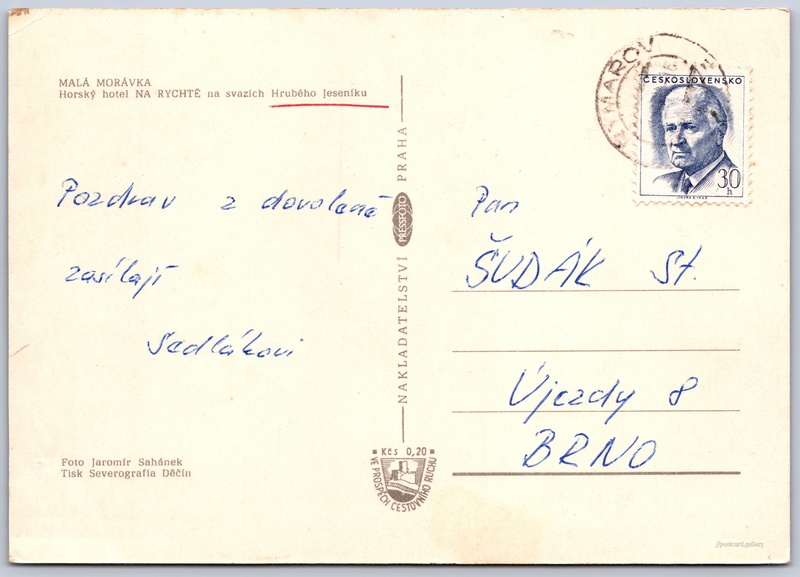 MALÁ MORÁVKA
Horský hotel NA RYCHTĚ na svazích Hrubého Jeseníku
Pozdrav z dovolené
zasílají
Sedlákovi
Foto Jaromír Sahánek
Tisk Severografia Děčín
NAKLADATELSTVÍ PRESSFOTO PRAHA
Kčs 0,20
VE PROSPĚCH CESTOVNÍHO RUCHU
RÝMAŘOV
ČESKOSLOVENSKO
30
h
Pan
ŠUDÁK St.
Újezdy 8
BRNO